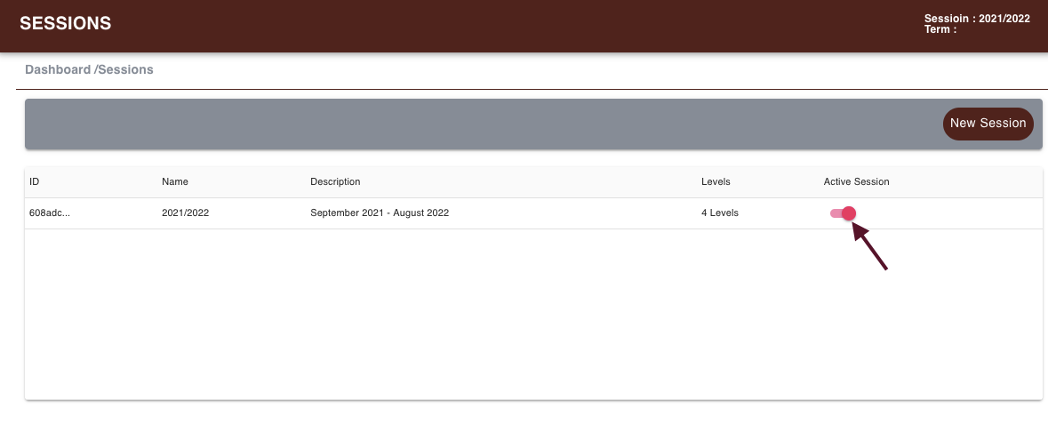 SESSIONS
Sessioin : 2021/2022
Term :
Dashboard /Sessions
New Session
ID Name Description Levels Active Session
608adc... 2021/2022 September 2021 - August 2022 4 Levels